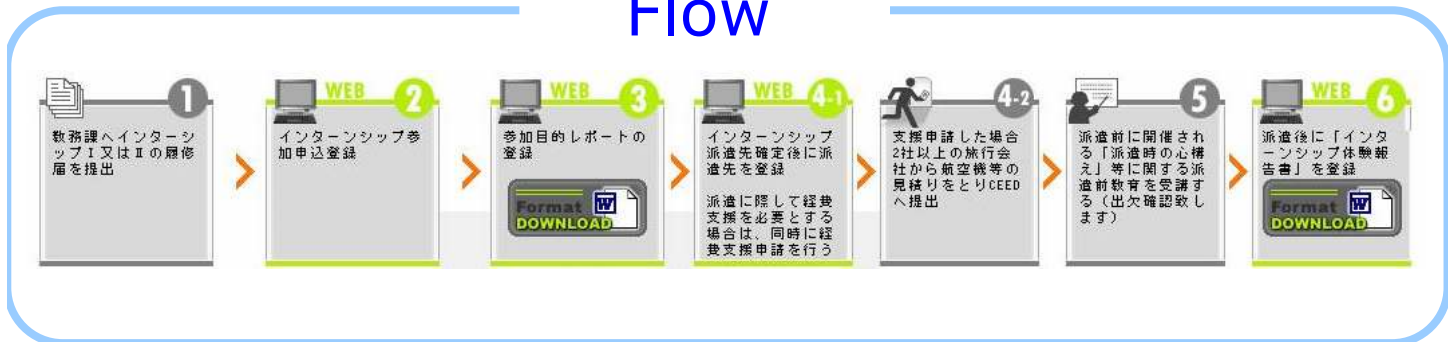 Flow
1
教務課へインターシ
ップⅠ又はⅡの履修
届を提出
WEB 2
インターンシップ参
加申込登録
WEB 3
参加目的レポートの
登録
Format
DOWNLOAD
WEB 4-1
インターンシップ
派遣先確定後に派
遣先を登録
派遣に際して経費
支援を必要とする
場合は、同時に経
費支援申請を行う
4-2
支援申請した場合
2社以上の旅行会
社から航空機等の
見積りをとりCEED
へ提出
5
派遣前に開催され
る「派遣時の心構
え」等に関する派
遣前教育を受講す
る(出欠確認致し
ます)
WEB 6
派遣後に「インタ
ーンシップ体験報
告書」を登録
Format
DOWNLOAD